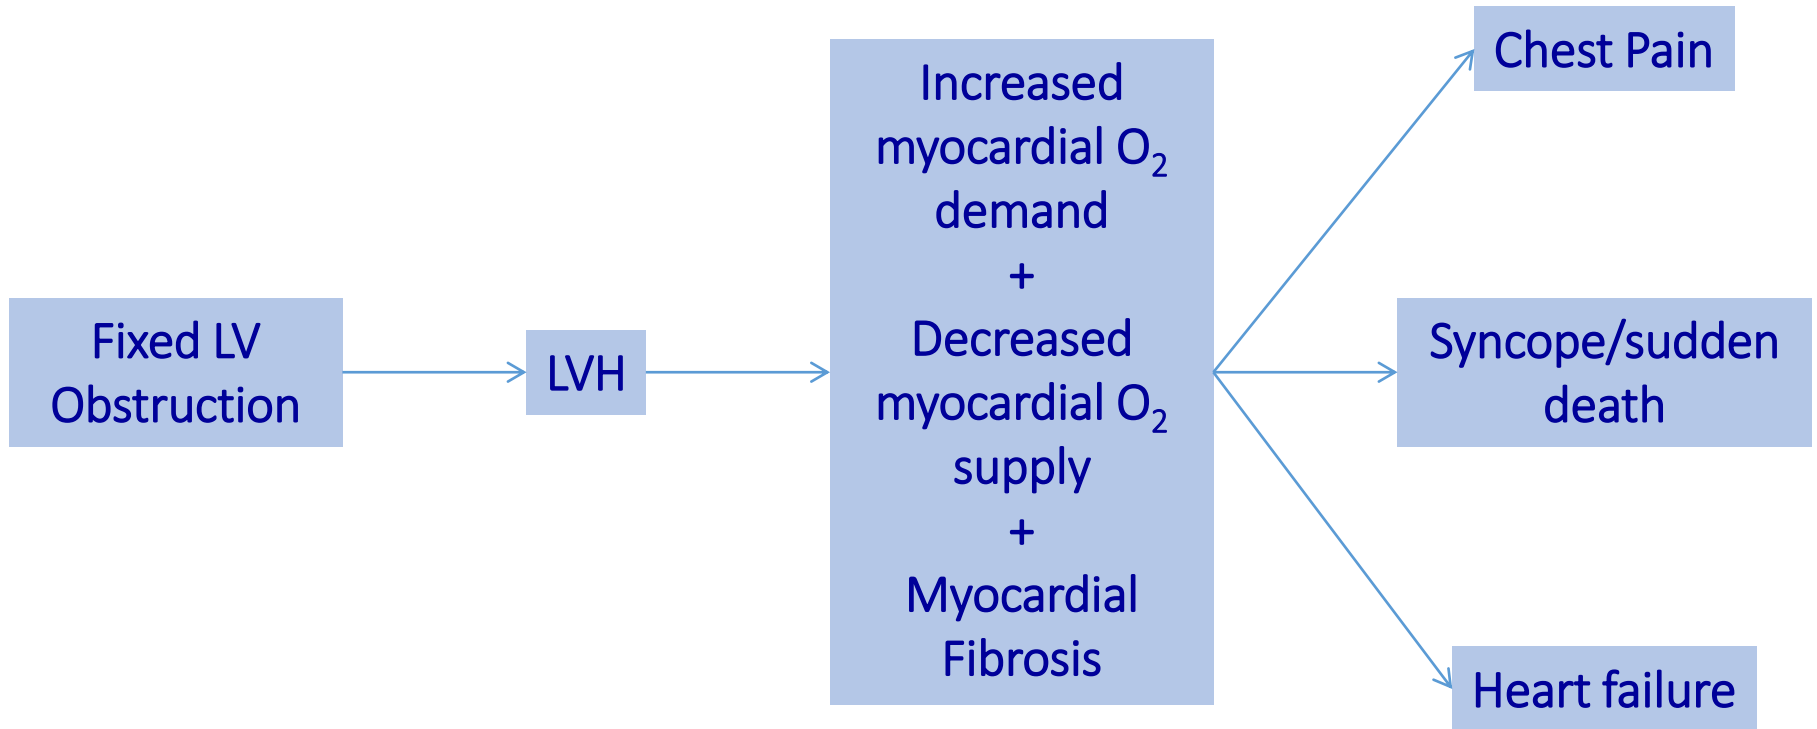 Fixed LV
Obstruction
LVH
Increased
myocardial O₂
demand
+
Decreased
myocardial O₂
supply
+
Myocardial
Fibrosis
Chest Pain
Syncope/sudden
death
Heart failure